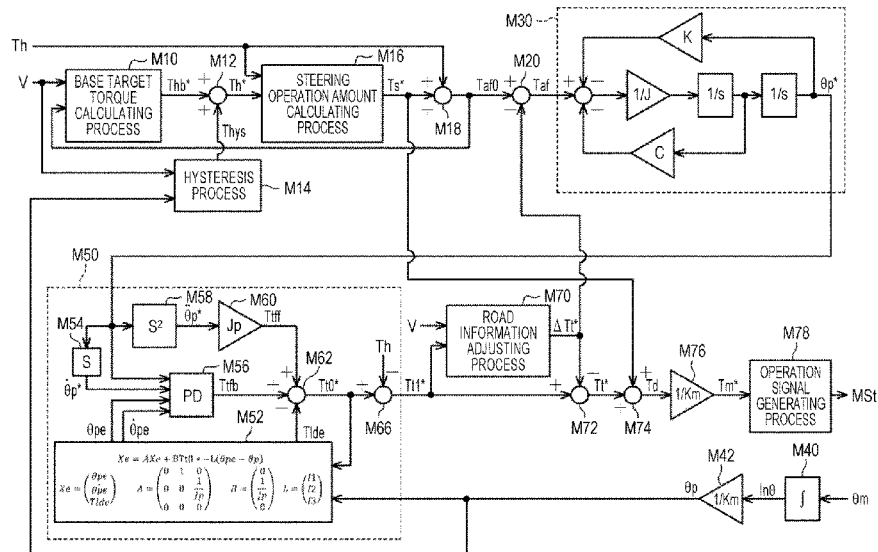 M30
Th
V
M10
BASE TARGET
TORQUE
CALCULATING
PROCESS
Thb*
M12
Th*
Thys
M16
STEERING
OPERATION AMOUNT
CALCULATING
PROCESS
Ts*
M18
Taf0
M20
Taf
K
1/J
1/s
1/s
θp*
C
HYSTERESIS
PROCESS
M14
M50
M54
S
θ̇p*
M58
S²
θ̈p*
M60
Jp
Ttff
M56
PD
Ttfb
M62
Tt0*
Th
M66
Tt1*
V
M70
ROAD
INFORMATION
ADJUSTING
PROCESS
ΔTt*
M72
Tt*
M74
Td
M76
1/Km
Tm*
M78
OPERATION
SIGNAL
GENERATING
PROCESS
MSt
θpe
θ̇pe
M52
Tlde
θp
M42
1/Km
Inθ
M40
∫
θm